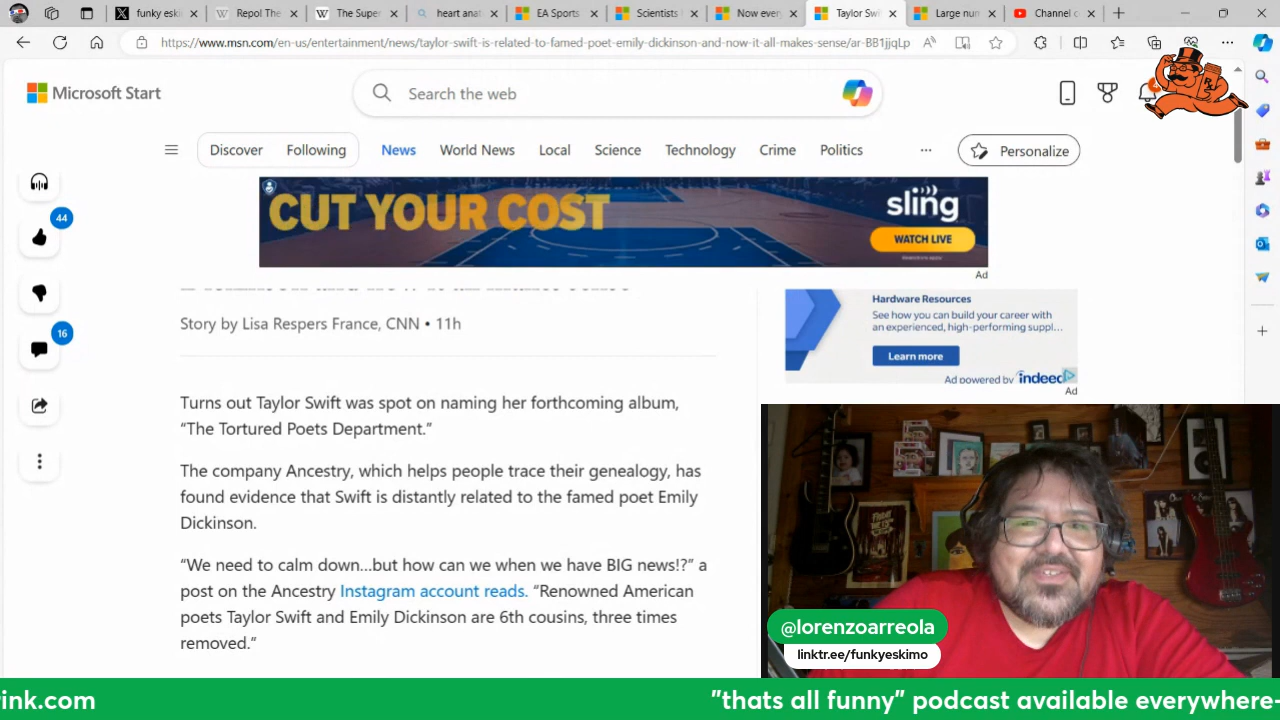 funky eski
Repol The
The Super
heart anat
EA Sports
Scientists
Now every
Taylor Swi
Large num
Channel c
https://www.msn.com/en-us/entertainment/news/taylor-swift-is-related-to-famed-poet-emily-dickinson-and-now-it-all-makes-sense/ar-BB1jjqLp
Microsoft Start
Search the web
Discover
Following
News
World News
Local
Science
Technology
Crime
Politics
Personalize
CUT YOUR COST
sling
WATCH LIVE
Ad
44
16
Story by Lisa Respers France, CNN • 11h
Turns out Taylor Swift was spot on naming her forthcoming album,
“The Tortured Poets Department.”
The company Ancestry, which helps people trace their genealogy, has
found evidence that Swift is distantly related to the famed poet Emily
Dickinson.
“We need to calm down...but how can we when we have BIG news!?” a
post on the Ancestry Instagram account reads. “Renowned American
poets Taylor Swift and Emily Dickinson are 6th cousins, three times
removed.”
Hardware Resources
See how you can build your career with
an experienced, high-performing suppl...
Learn more
Ad powered by indeed
Ad
@lorenzoarreola
linktr.ee/funkyeskimo
ink.com
"thats all funny" podcast available everywhere-